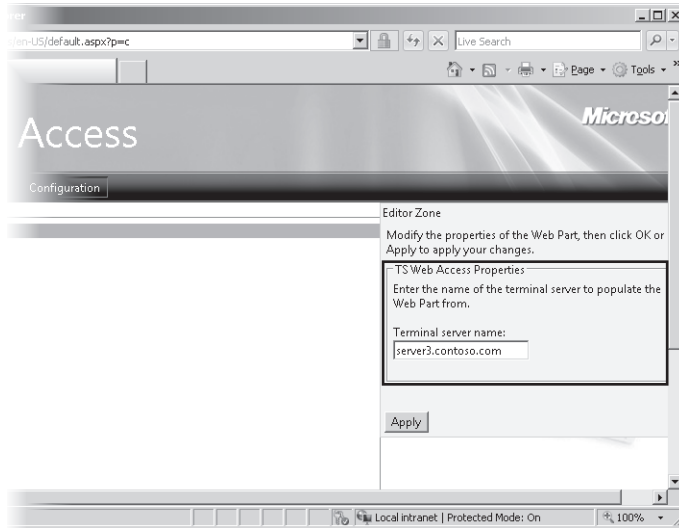 /en-US/default.aspx?p=c
Live Search
Page
Tools
Access
Configuration
Editor Zone
Modify the properties of the Web Part, then click OK or
Apply to apply your changes.
TS Web Access Properties
Enter the name of the terminal server to populate the
Web Part from.
Terminal server name:
server3.contoso.com
Apply
Local intranet | Protected Mode: On
100%